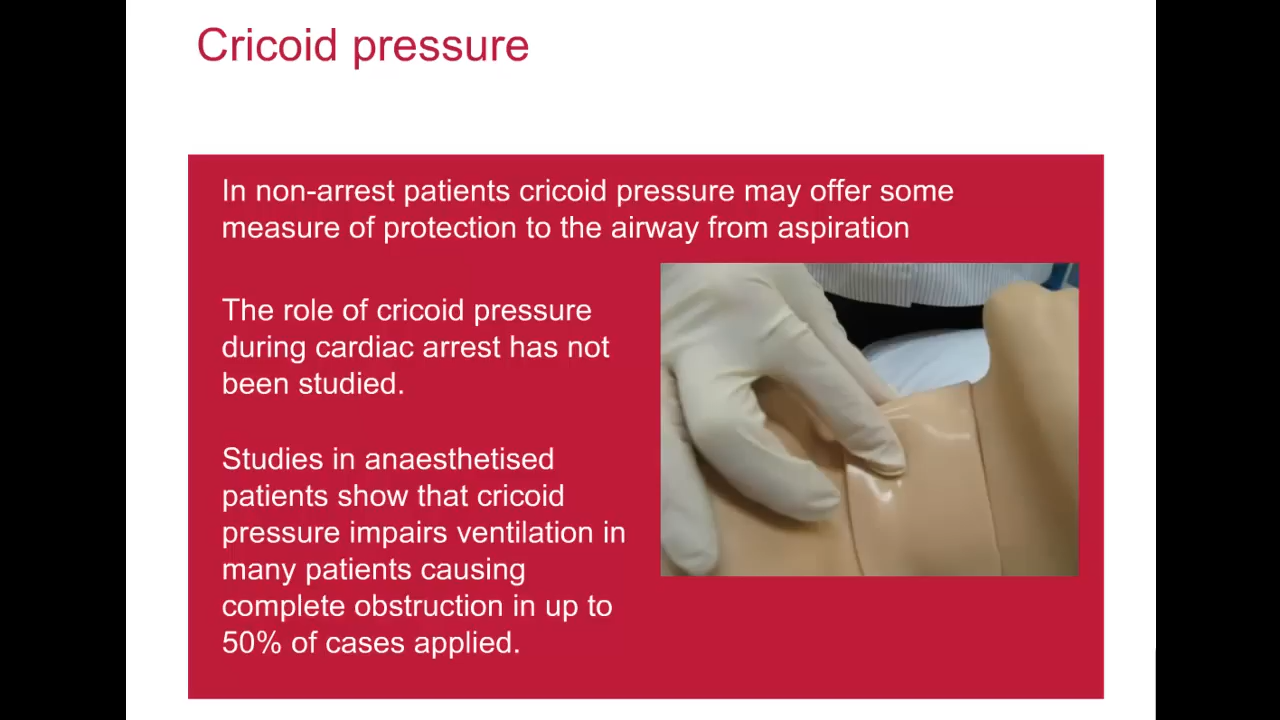 Cricoid pressure
In non-arrest patients cricoid pressure may offer some
measure of protection to the airway from aspiration
The role of cricoid pressure
during cardiac arrest has not
been studied.
Studies in anaesthetised
patients show that cricoid
pressure impairs ventilation in
many patients causing
complete obstruction in up to
50% of cases applied.